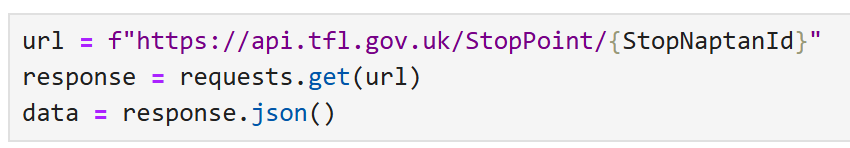 url = f"https://api.tfl.gov.uk/StopPoint/{StopNaptanId}"
response = requests.get(url)
data = response.json()